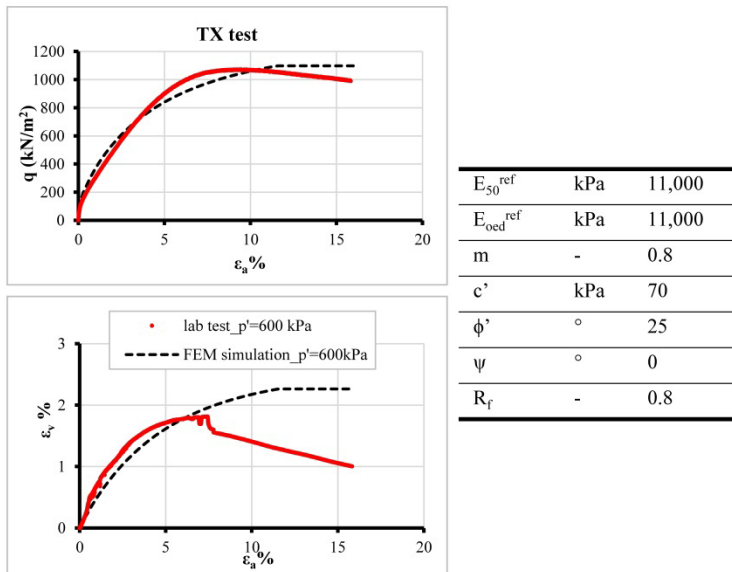 TX test
q (kN/m²)
1200
1000
800
600
400
200
0
0 5 10 15 20
εₐ%
εᵥ %
3
2
1
0
lab test_p'=600 kPa
FEM simulation_p'=600kPa
0 5 10 15 20
εₐ%
E₅₀ʳᵉᶠ kPa 11,000
Eₒₑdʳᵉᶠ kPa 11,000
m - 0.8
c’ kPa 70
ϕ’ ° 25
ψ ° 0
R_f - 0.8